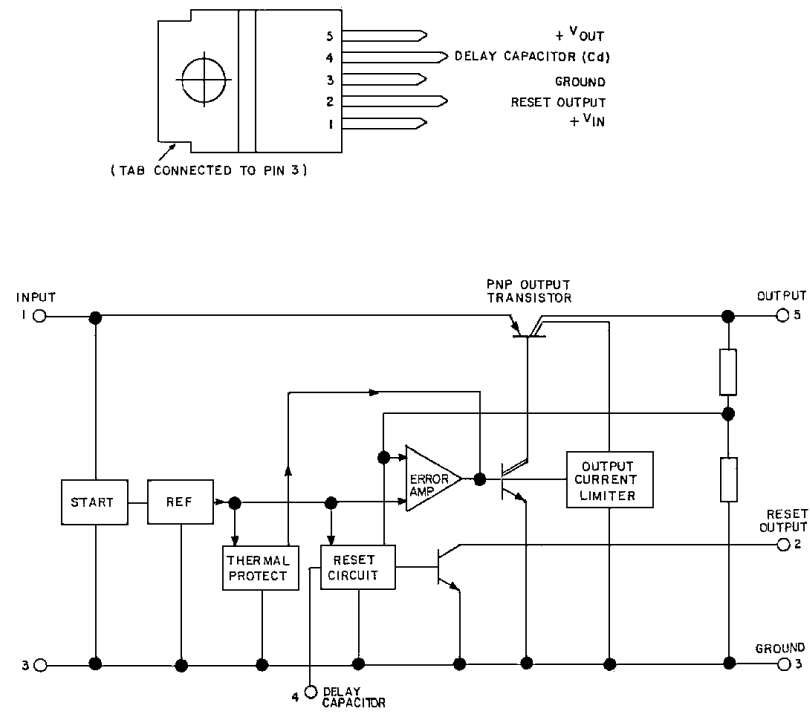 5 +VOUT
4 DELAY CAPACITOR (Cd)
3 GROUND
2 RESET OUTPUT
1 +VIN
(TAB CONNECTED TO PIN 3)
PNP OUTPUT
TRANSISTOR
INPUT
1
OUTPUT
5
START
REF
ERROR
AMP
OUTPUT
CURRENT
LIMITER
THERMAL
PROTECT
RESET
CIRCUIT
RESET
OUTPUT
2
3
GROUND
3
4 DELAY
CAPACITOR